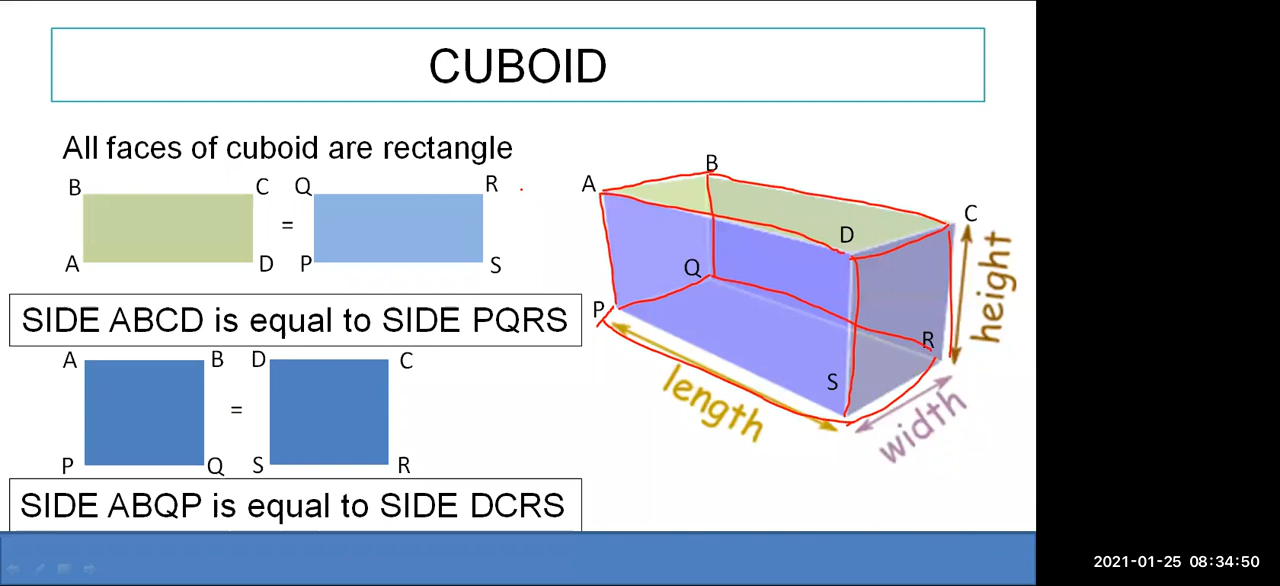 CUBOID
All faces of cuboid are rectangle
B C Q R
=
A D P S
SIDE ABCD is equal to SIDE PQRS
A B D C
=
P Q S R
SIDE ABQP is equal to SIDE DCRS
B
A
C
D
Q
P
R
S
height
length
width
2021-01-25 08:34:50